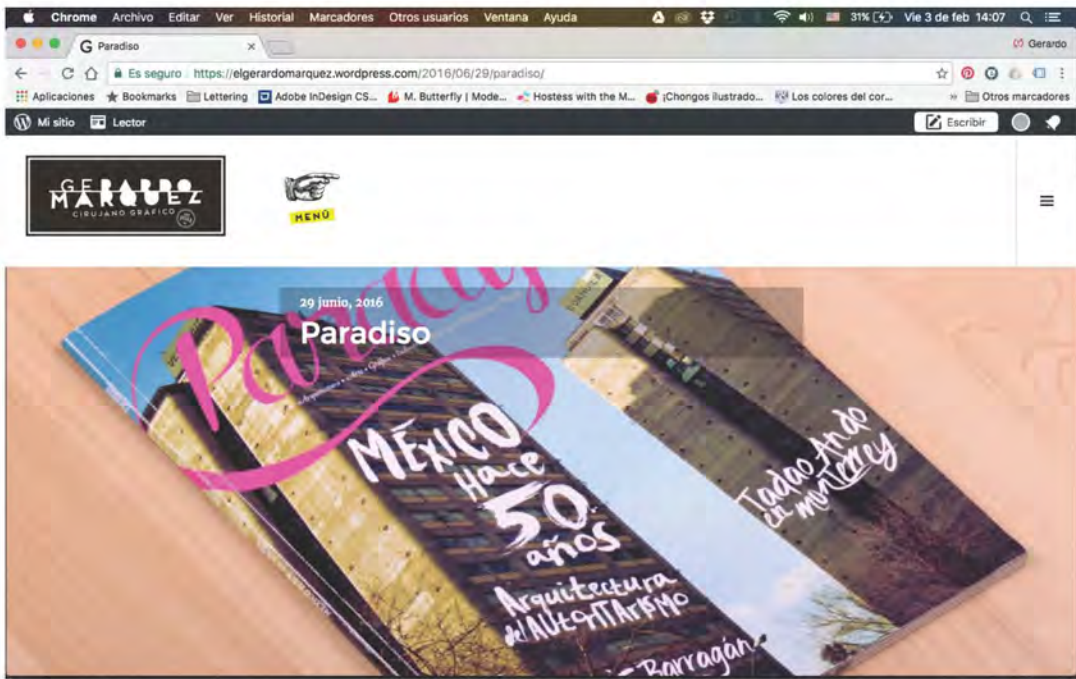 Chrome Archivo Editar Ver Historial Marcadores Otros usuarios Ventana Ayuda 31% Vie 3 de feb 14:07
G Paradiso × Gerardo
Es seguro https://elgerardomarquez.wordpress.com/2016/06/29/paradiso/
Aplicaciones Bookmarks Lettering Adobe InDesign CS... M. Butterfly | Mode... Hostess with the M... ¡Chongos ilustrado... Los colores del cor... » Otros marcadores
Mi sitio Lector Escribir
GERARDO
MÁRQUEZ
CIRUJANO GRÁFICO
MENÚ
29 junio, 2016
Paradiso
MÉXICO
Hace
50
años
Arquitectura
del AUtoriTArisMO
Barragán
Tadao Ando
en monterrey